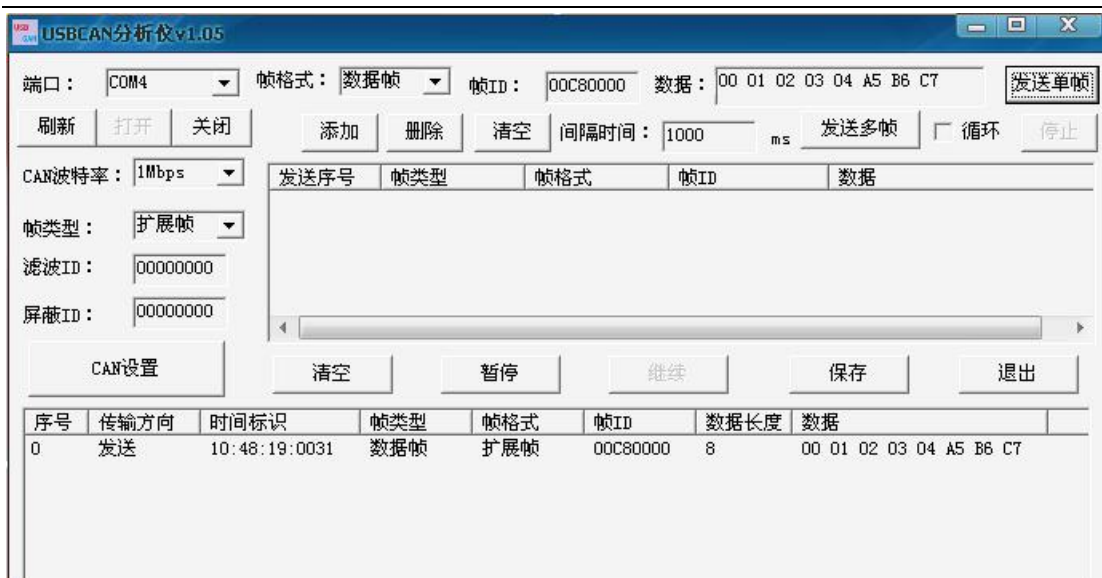 USBCAN分析仪v1.05
端口： COM4 帧格式： 数据帧 帧ID： 00C80000 数据： 00 01 02 03 04 A5 B6 C7 发送单帧
刷新 打开 关闭 添加 删除 清空 间隔时间： 1000 ms 发送多帧 循环 停止
CAN波特率： 1Mbps 发送序号 帧类型 帧格式 帧ID 数据
帧类型： 扩展帧
滤波ID： 00000000
屏蔽ID： 00000000
CAN设置 清空 暂停 继续 保存 退出
序号 传输方向 时间标识 帧类型 帧格式 帧ID 数据长度 数据
0 发送 10:48:19:0031 数据帧 扩展帧 00C80000 8 00 01 02 03 04 A5 B6 C7